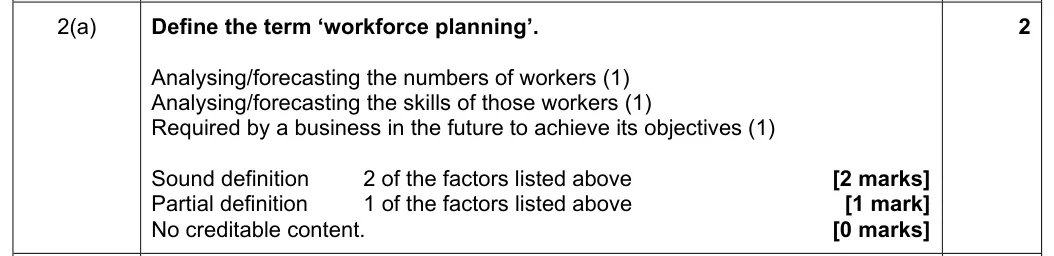 2(a) Define the term ‘workforce planning’. 2
Analysing/forecasting the numbers of workers (1)
Analysing/forecasting the skills of those workers (1)
Required by a business in the future to achieve its objectives (1)
Sound definition 2 of the factors listed above [2 marks]
Partial definition 1 of the factors listed above [1 mark]
No creditable content. [0 marks]